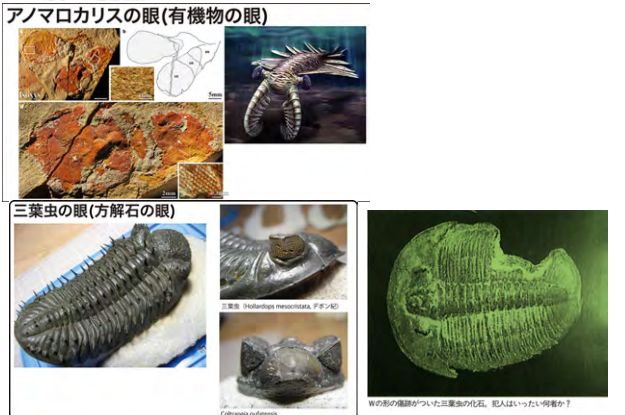 アノマロカリスの眼(有機物の眼)
5mm
2mm
三葉虫の眼(方解石の眼)
三葉虫（Hollardops mesocristata, デボン紀）
Wの形の傷跡がついた三葉虫の化石。犯人はいったい何者か？